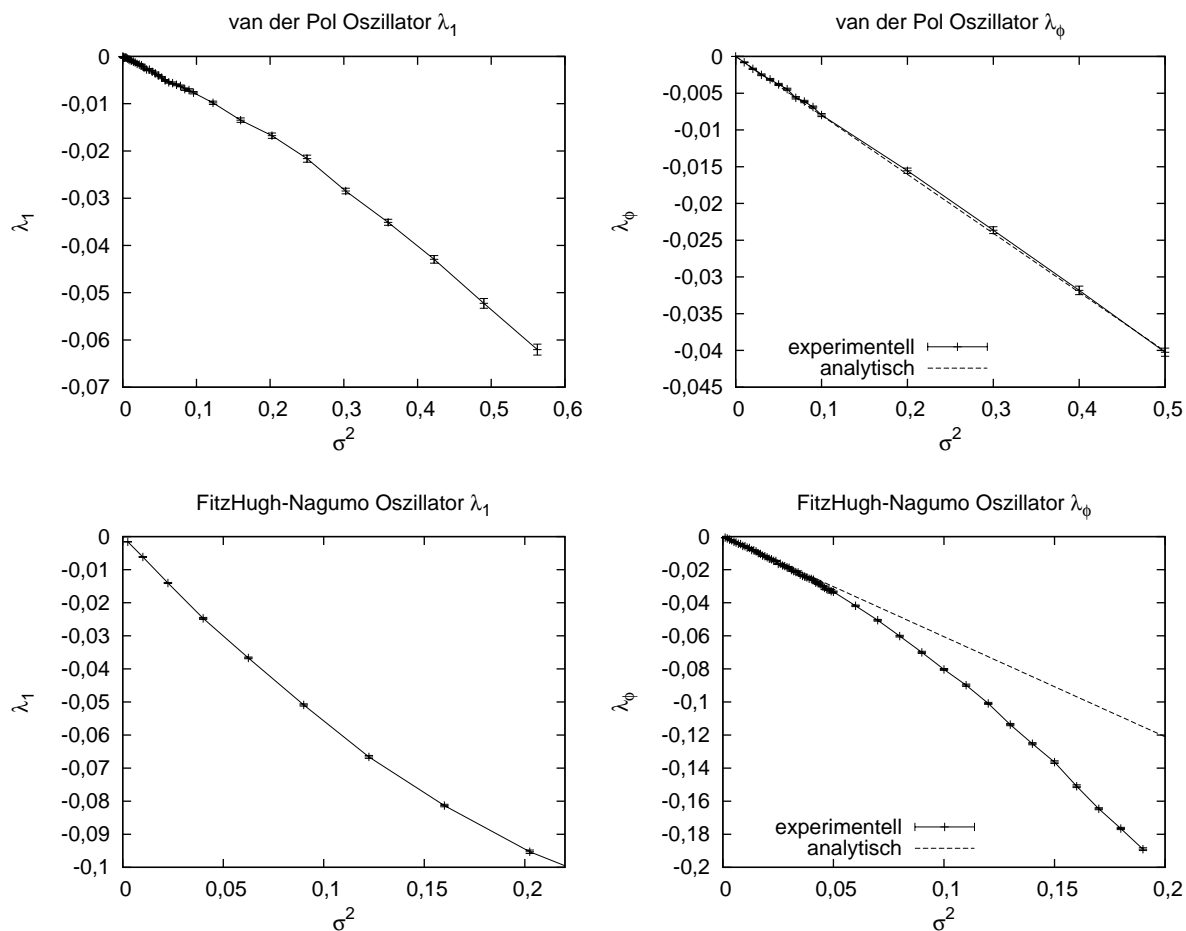 van der Pol Oszillator λ1
0
-0,01
-0,02
-0,03
-0,04
-0,05
-0,06
-0,07
λ1
0 0,1 0,2 0,3 0,4 0,5 0,6
σ2
van der Pol Oszillator λϕ
0
-0,005
-0,01
-0,015
-0,02
-0,025
-0,03
-0,035
-0,04
-0,045
λϕ
experimentell
analytisch
0 0,1 0,2 0,3 0,4 0,5
σ2
FitzHugh-Nagumo Oszillator λ1
0
-0,01
-0,02
-0,03
-0,04
-0,05
-0,06
-0,07
-0,08
-0,09
-0,1
λ1
0 0,05 0,1 0,15 0,2
σ2
FitzHugh-Nagumo Oszillator λϕ
0
-0,02
-0,04
-0,06
-0,08
-0,1
-0,12
-0,14
-0,16
-0,18
-0,2
λϕ
experimentell
analytisch
0 0,05 0,1 0,15 0,2
σ2